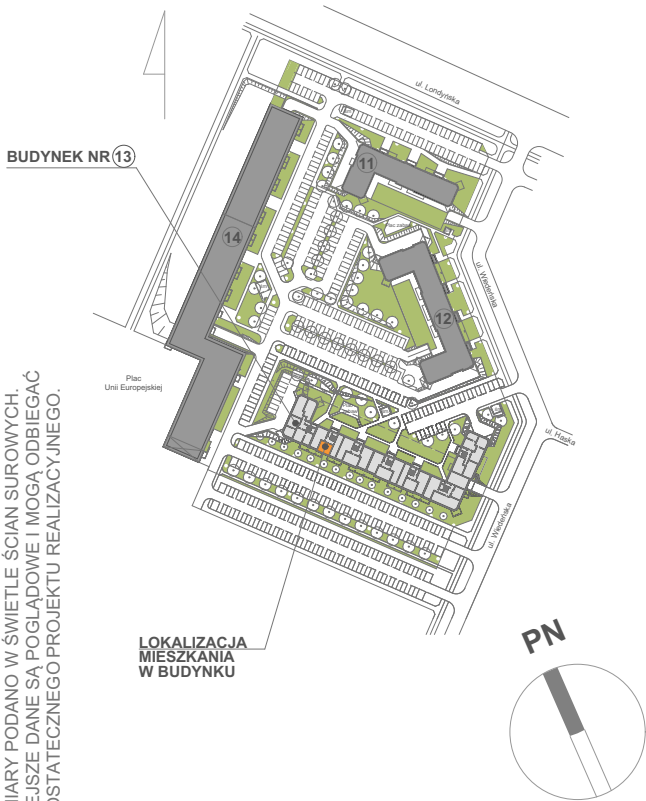 ul. Londyńska
BUDYNEK NR 13
11
14
ul. Wiedeńska
12
Plac
Unii Europejskiej
ul. Haska
ul. Wiedeńska
LOKALIZACJA
MIESZKANIA
W BUDYNKU
PN
MIARY PODANO W ŚWIETLE ŚCIAN SUROWYCH.
EJSZE DANE SĄ POGLĄDOWE I MOGĄ ODBIEGAĆ
OSTATECZNEGO PROJEKTU REALIZACYJNEGO.